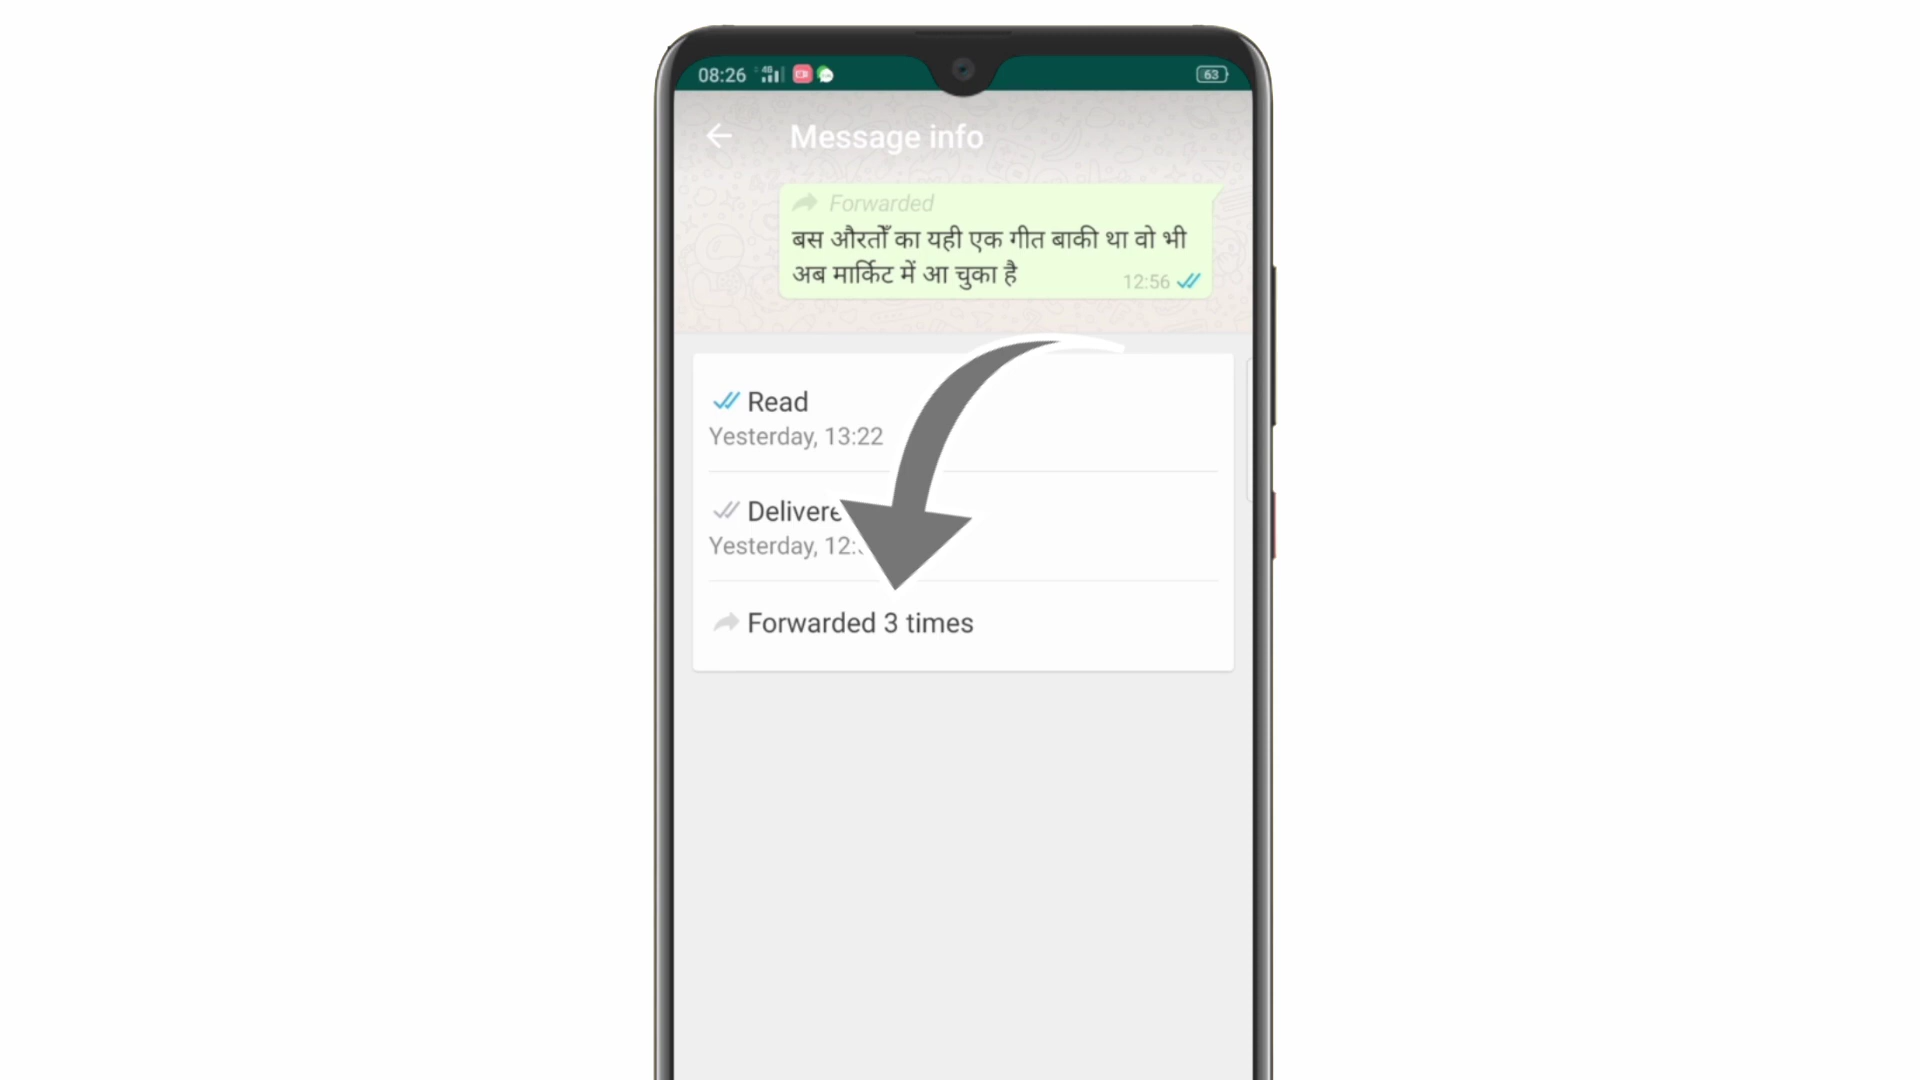 08:26
63
Message info
Forwarded
बस औरतोँ का यही एक गीत बाकी था वो भी
अब मार्किट में आ चुका है
12:56
Read
Yesterday, 13:22
Yesterday,
Forwarded 3 times